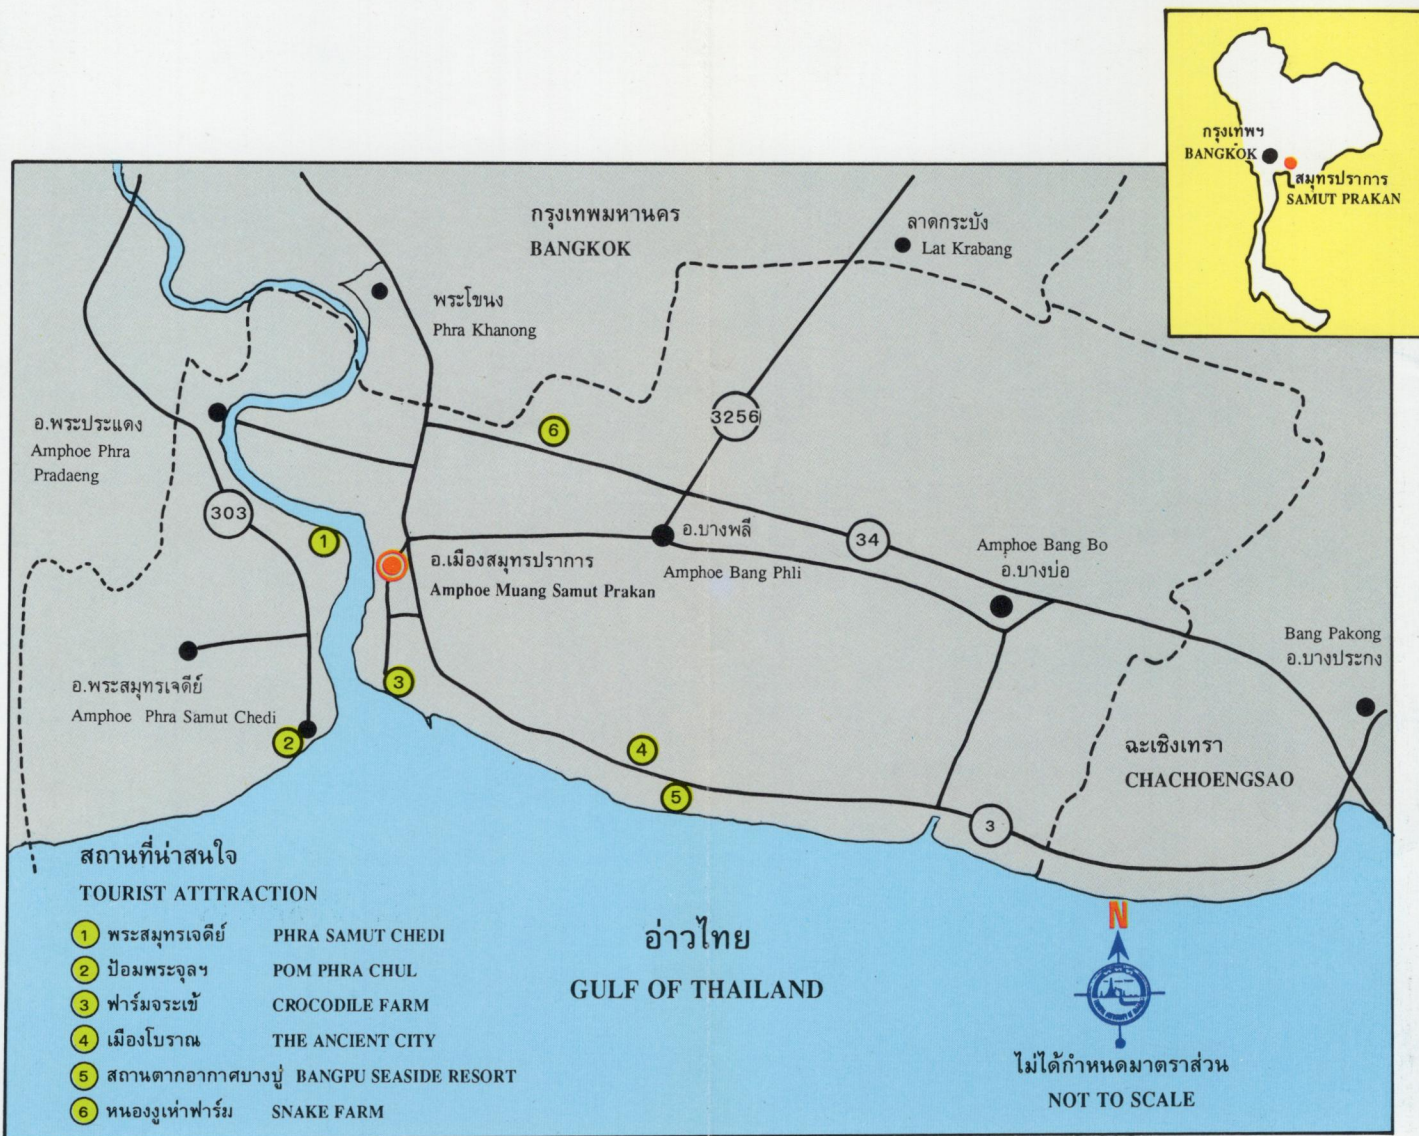 กรุงเทพฯ
BANGKOK
สมุทรปราการ
SAMUT PRAKAN
กรุงเทพมหานคร
BANGKOK
ลาดกระบัง
Lat Krabang
พระโขนง
Phra Khanong
อ.พระประแดง
Amphoe Phra
Pradaeng
6
3256
303
1
อ.บางพลี
Amphoe Bang Phli
34
Amphoe Bang Bo
อ.บางบ่อ
อ.เมืองสมุทรปราการ
Amphoe Muang Samut Prakan
Bang Pakong
อ.บางประกง
อ.พระสมุทรเจดีย์
Amphoe Phra Samut Chedi
3
2
4
5
3
ฉะเชิงเทรา
CHACHOENGSAO
สถานที่น่าสนใจ
TOURIST ATTTRACTION
1 พระสมุทรเจดีย์ PHRA SAMUT CHEDI
2 ป้อมพระจุลฯ POM PHRA CHUL
3 ฟาร์มจระเข้ CROCODILE FARM
4 เมืองโบราณ THE ANCIENT CITY
5 สถานตากอากาศบางปู BANGPU SEASIDE RESORT
6 หนองงูเห่าฟาร์ม SNAKE FARM
อ่าวไทย
GULF OF THAILAND
N
ไม่ได้กำหนดมาตราส่วน
NOT TO SCALE